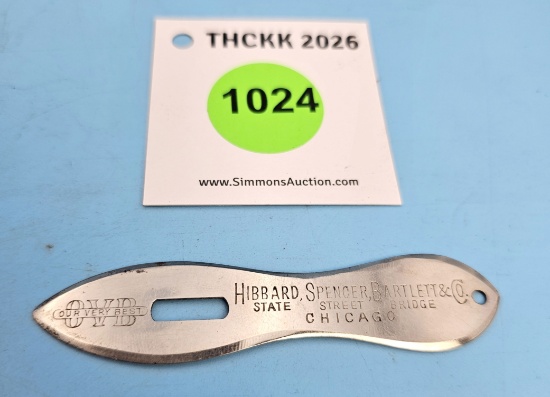 THCKK 2026
1024
www.SimmonsAuction.com
OVB
OUR VERY BEST
HIBBARD, SPENCER, BARTLETT & CO.
STATE STREET BRIDGE
CHICAGO